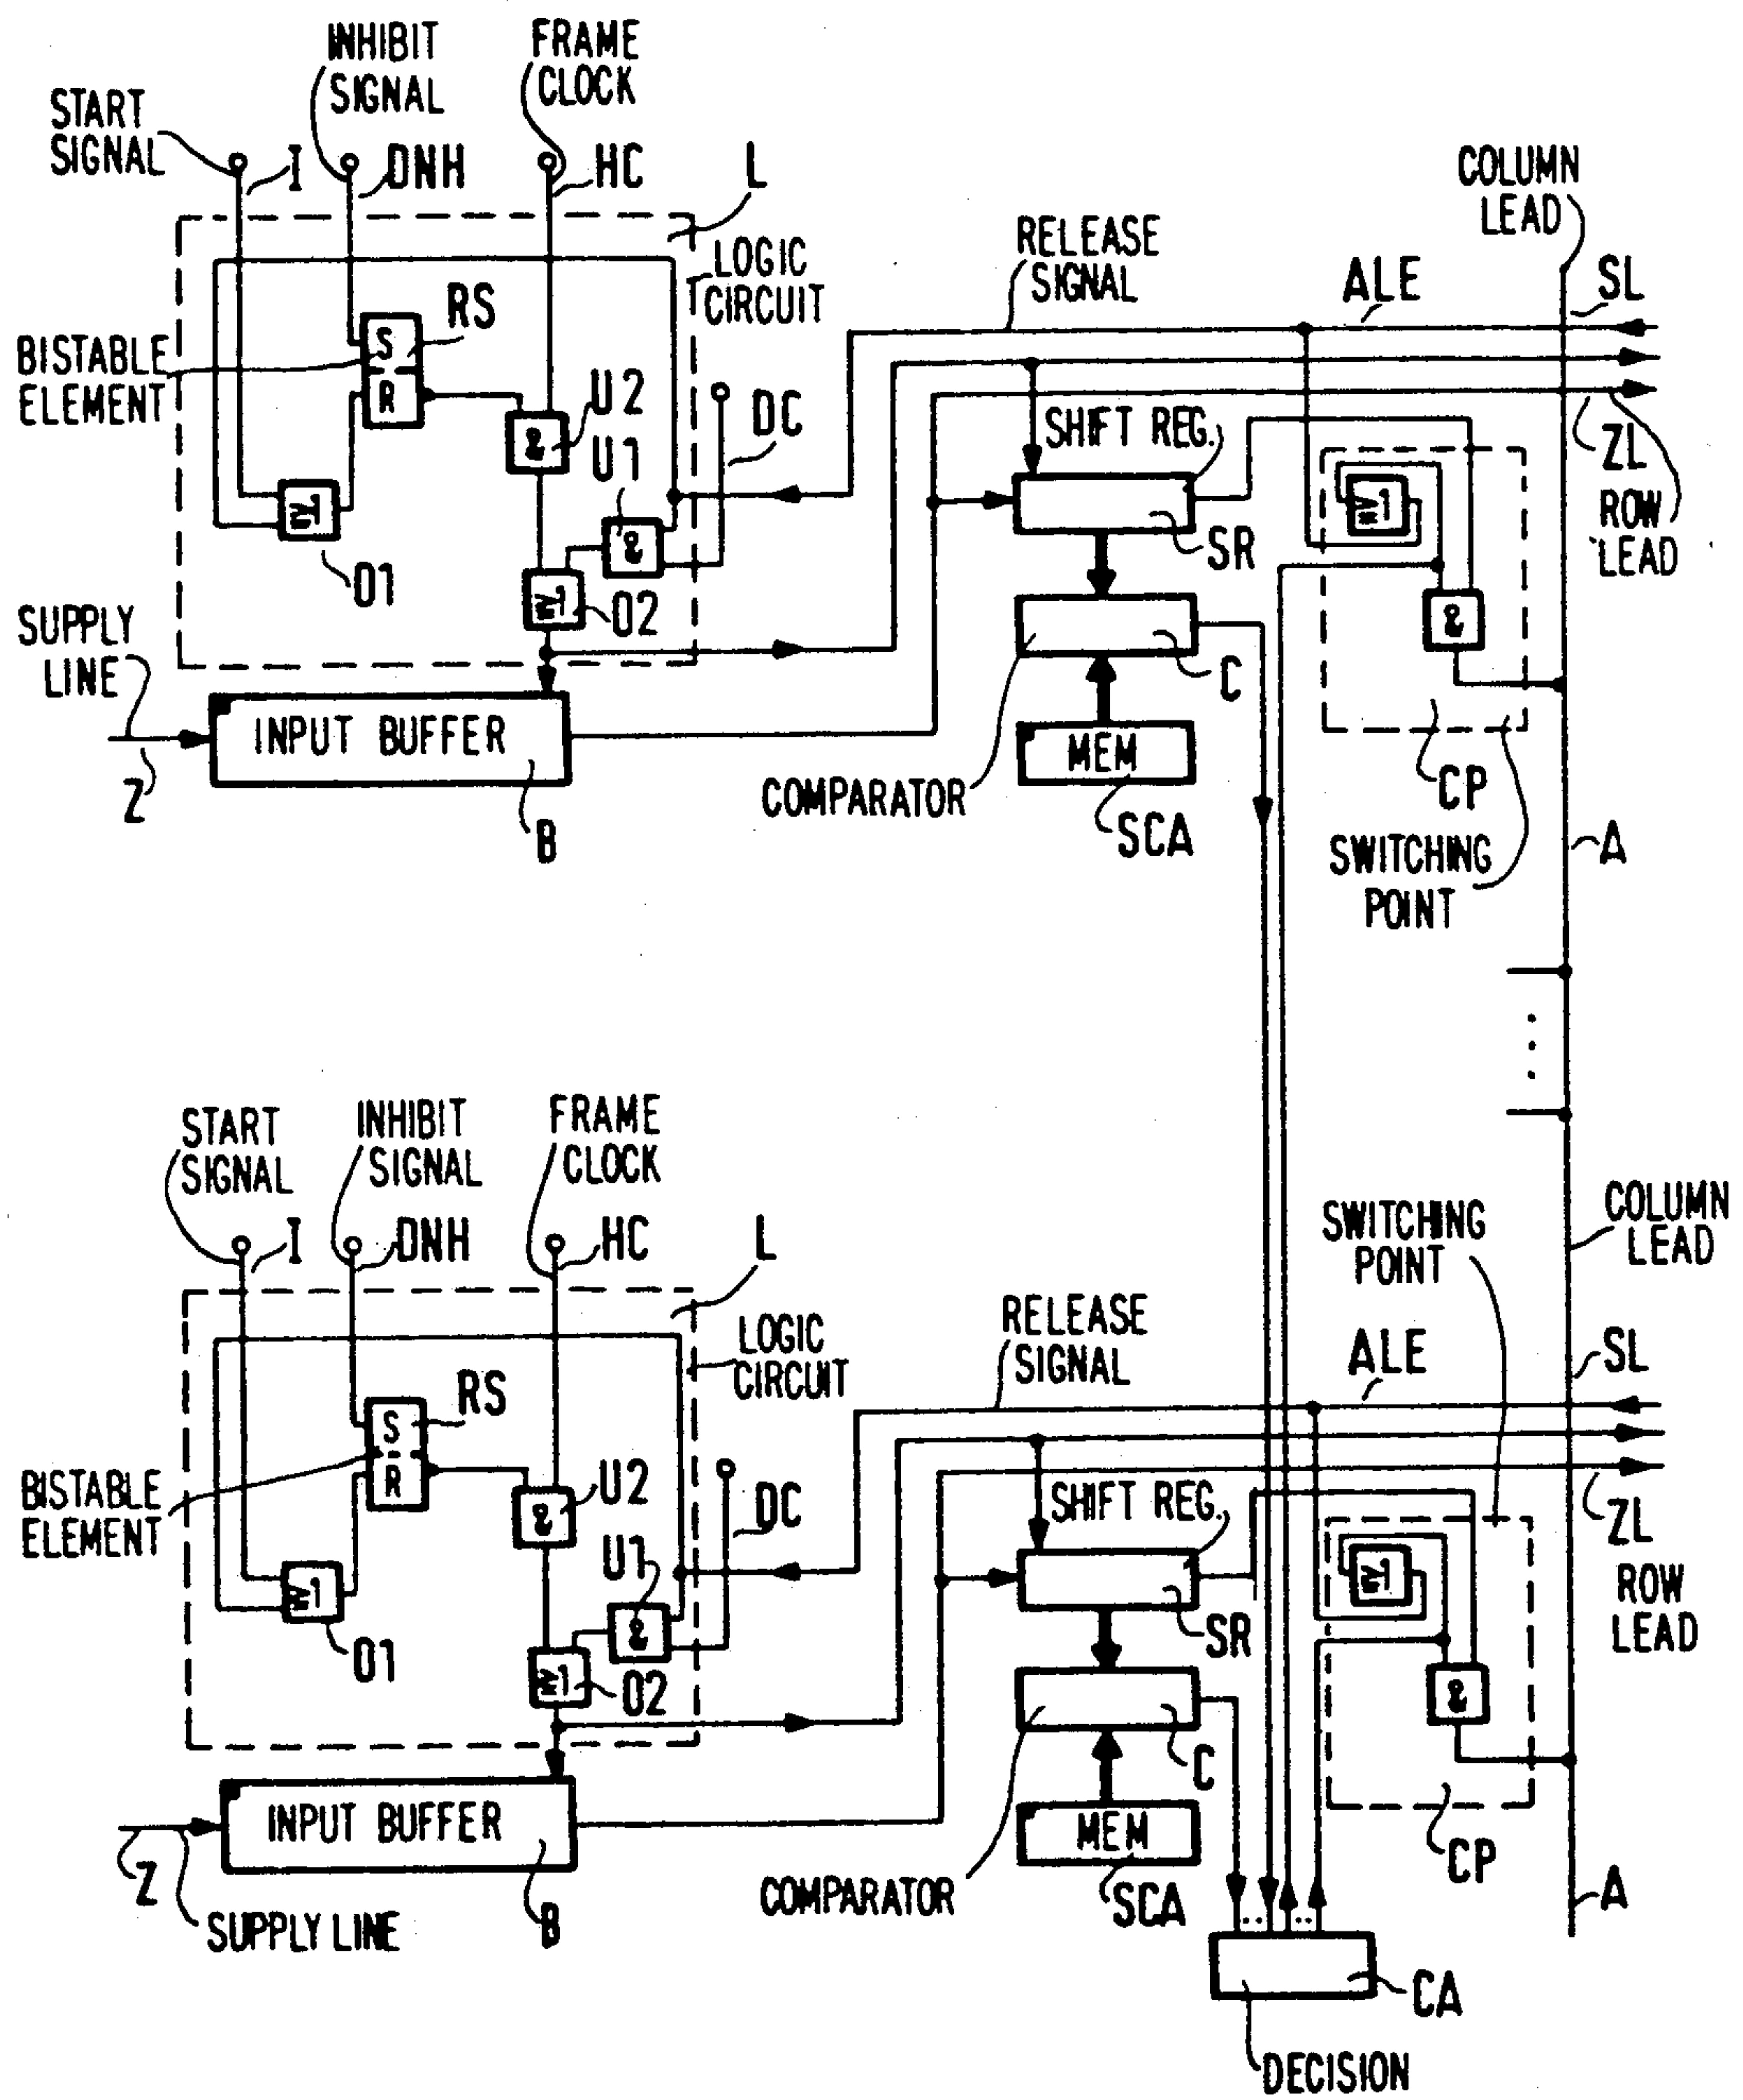 START
SIGNAL
INHIBIT
SIGNAL
FRAME
CLOCK
I
DNH
HC
L
LOGIC
CIRCUIT
BISTABLE
ELEMENT
RS
S
R
U2
&
U1
&
DC
≥1
O1
≥1
O2
SUPPLY
LINE
Z
INPUT BUFFER
B
RELEASE
SIGNAL
ALE
COLUMN
LEAD
SL
ZL
ROW
LEAD
SHIFT REG.
SR
COMPARATOR
C
MEM
SCA
≥1
&
CP
SWITCHING
POINT
A
START
SIGNAL
INHIBIT
SIGNAL
FRAME
CLOCK
I
DNH
HC
L
LOGIC
CIRCUIT
BISTABLE
ELEMENT
RS
S
R
U2
&
U1
&
DC
≥1
O1
≥1
O2
Z
SUPPLY LINE
INPUT BUFFER
B
RELEASE
SIGNAL
ALE
SWITCHING
POINT
COLUMN
LEAD
SL
ZL
ROW
LEAD
SHIFT REG.
SR
COMPARATOR
C
MEM
SCA
≥1
&
CP
A
CA
DECISION